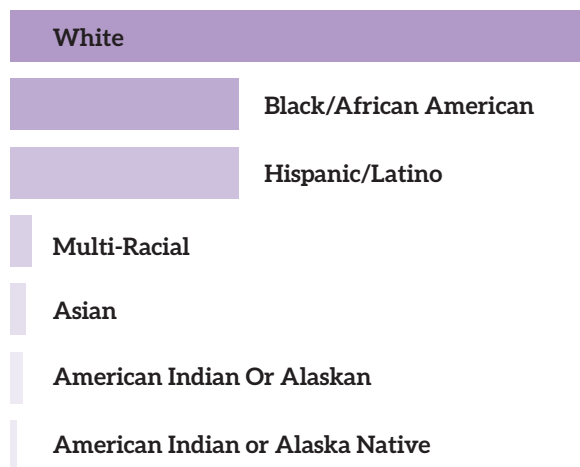 White
Black/African American
Hispanic/Latino
Multi-Racial
Asian
American Indian Or Alaskan
American Indian or Alaska Native